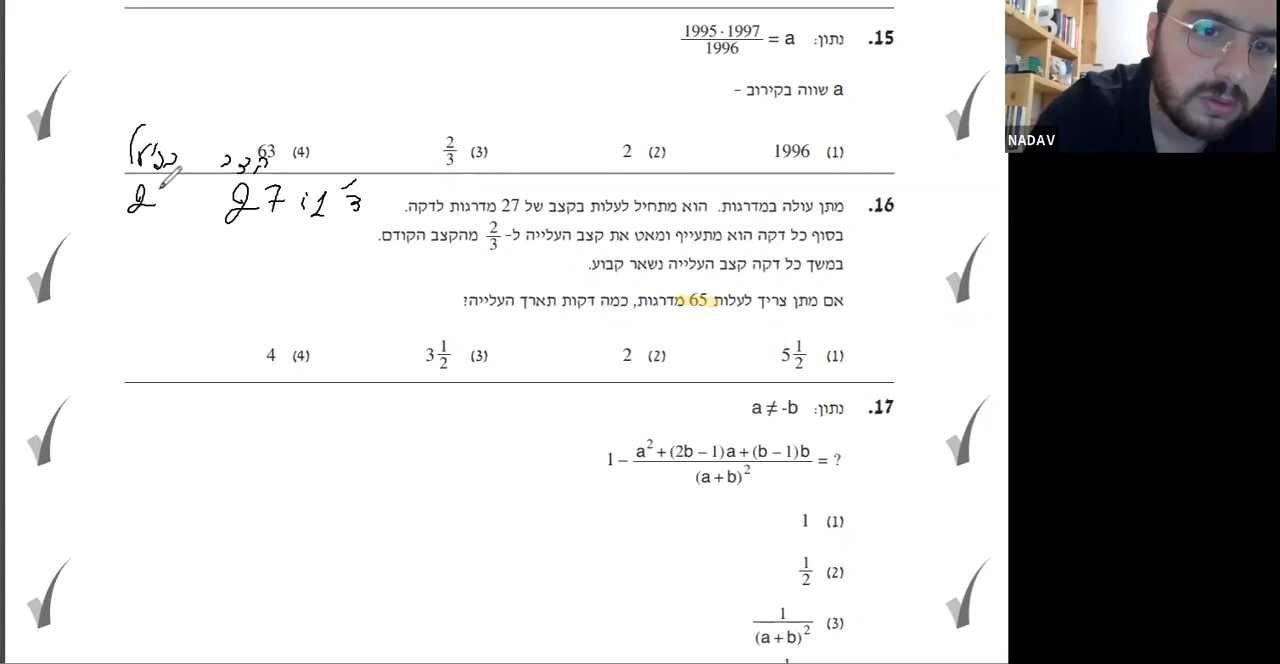 15. נתון: a = 1995 · 1997 / 1996
a שווה בקירוב -
(1) 1996 (2) 2 (3) 2/3 (4) 63
16. מתן עולה במדרגות. הוא מתחיל לעלות בקצב של 27 מדרגות לדקה.
בסוף כל דקה הוא מתעייף ומאט את קצב העלייה ל- 2/3 מהקצב הקודם.
במשך כל דקה קצב העלייה נשאר קבוע.
אם מתן צריך לעלות 65 מדרגות, כמה דקות תארך העלייה?
(1) 5 1/2 (2) 2 (3) 3 1/2 (4) 4
קצב בפועל
27 2
17. נתון: a ≠ -b
1 - a² + (2b – 1)a + (b – 1)b / (a + b)² = ?
(1) 1
(2) 1/2
(3) 1 / (a + b)²
NADAV